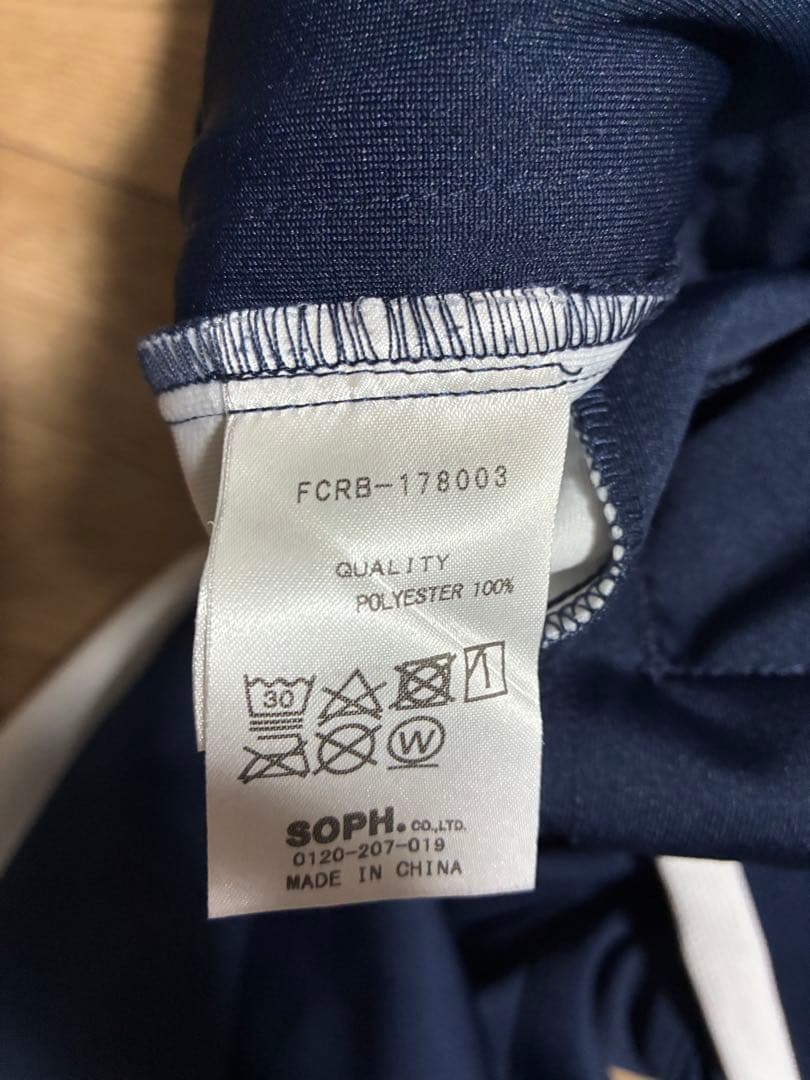 FCRB-178003
QUALITY
POLYESTER 100%
30
W
SOPH. CO.,LTD.
0120-207-019
MADE IN CHINA